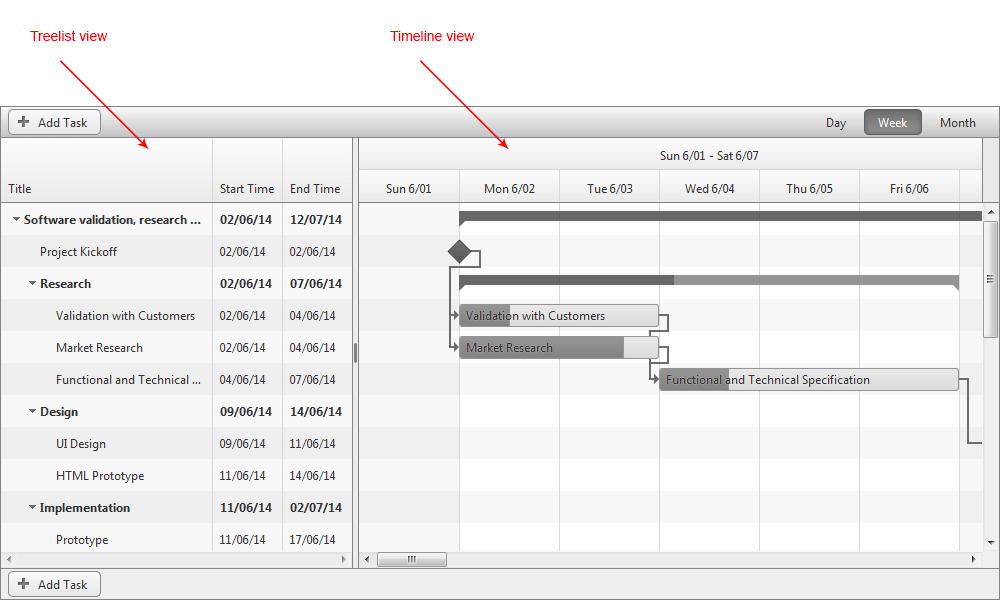 Treelist view
Timeline view
Add Task
Day
Week
Month
Sun 6/01 - Sat 6/07
Title
Start Time
End Time
Sun 6/01
Mon 6/02
Tue 6/03
Wed 6/04
Thu 6/05
Fri 6/06
Software validation, research ... 02/06/14 12/07/14
Project Kickoff 02/06/14 02/06/14
Research 02/06/14 07/06/14
Validation with Customers 02/06/14 04/06/14
Validation with Customers
Market Research 02/06/14 04/06/14
Market Research
Functional and Technical ... 04/06/14 07/06/14
Functional and Technical Specification
Design 09/06/14 14/06/14
UI Design 09/06/14 11/06/14
HTML Prototype 11/06/14 14/06/14
Implementation 11/06/14 02/07/14
Prototype 11/06/14 17/06/14
Add Task